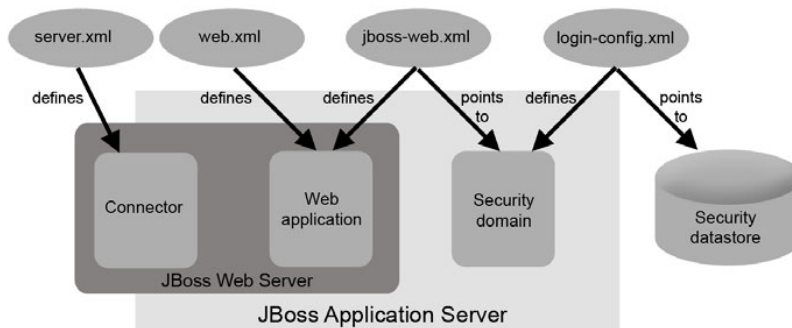 server.xml
web.xml
jboss-web.xml
login-config.xml
defines
defines
defines
points
to
defines
points
to
Connector
Web
application
Security
domain
Security
datastore
JBoss Web Server
JBoss Application Server